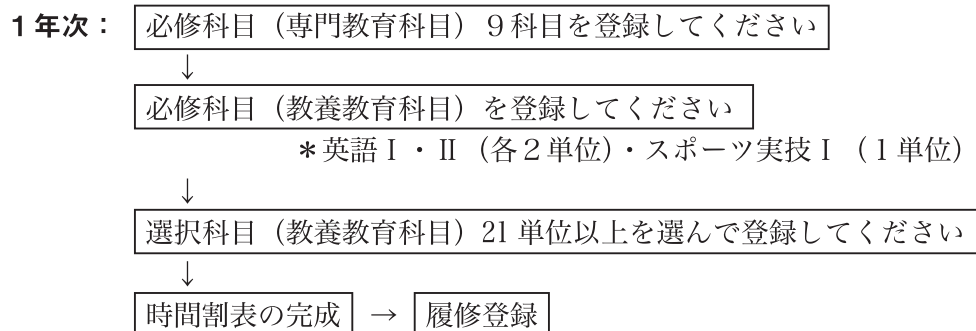 1年次： 必修科目（専門教育科目）９科目を登録してください
↓
必修科目（教養教育科目）を登録してください
＊英語Ⅰ・Ⅱ（各２単位）・スポーツ実技Ⅰ（１単位）
↓
選択科目（教養教育科目）21単位以上を選んで登録してください
↓
時間割表の完成 → 履修登録